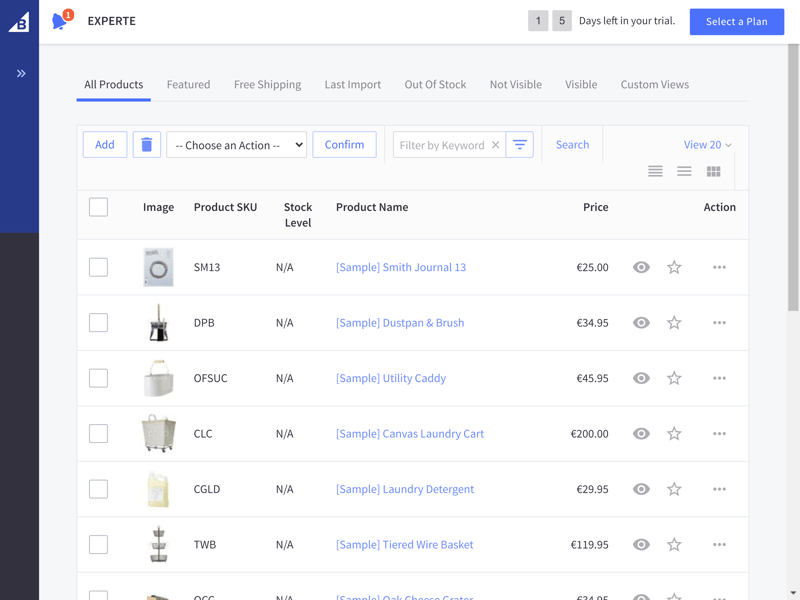 B
1
EXPERTE
1 5 Days left in your trial.
Select a Plan
All Products Featured Free Shipping Last Import Out Of Stock Not Visible Visible Custom Views
Add -- Choose an Action -- Confirm Filter by Keyword Search View 20
Image Product SKU Stock Level Product Name Price Action
SM13 N/A [Sample] Smith Journal 13 €25.00
DPB N/A [Sample] Dustpan & Brush €34.95
OFSUC N/A [Sample] Utility Caddy €45.95
CLC N/A [Sample] Canvas Laundry Cart €200.00
CGLD N/A [Sample] Laundry Detergent €29.95
TWB N/A [Sample] Tiered Wire Basket €119.95
OCG N/A [Sample] Oak Cheese Grater €34.95